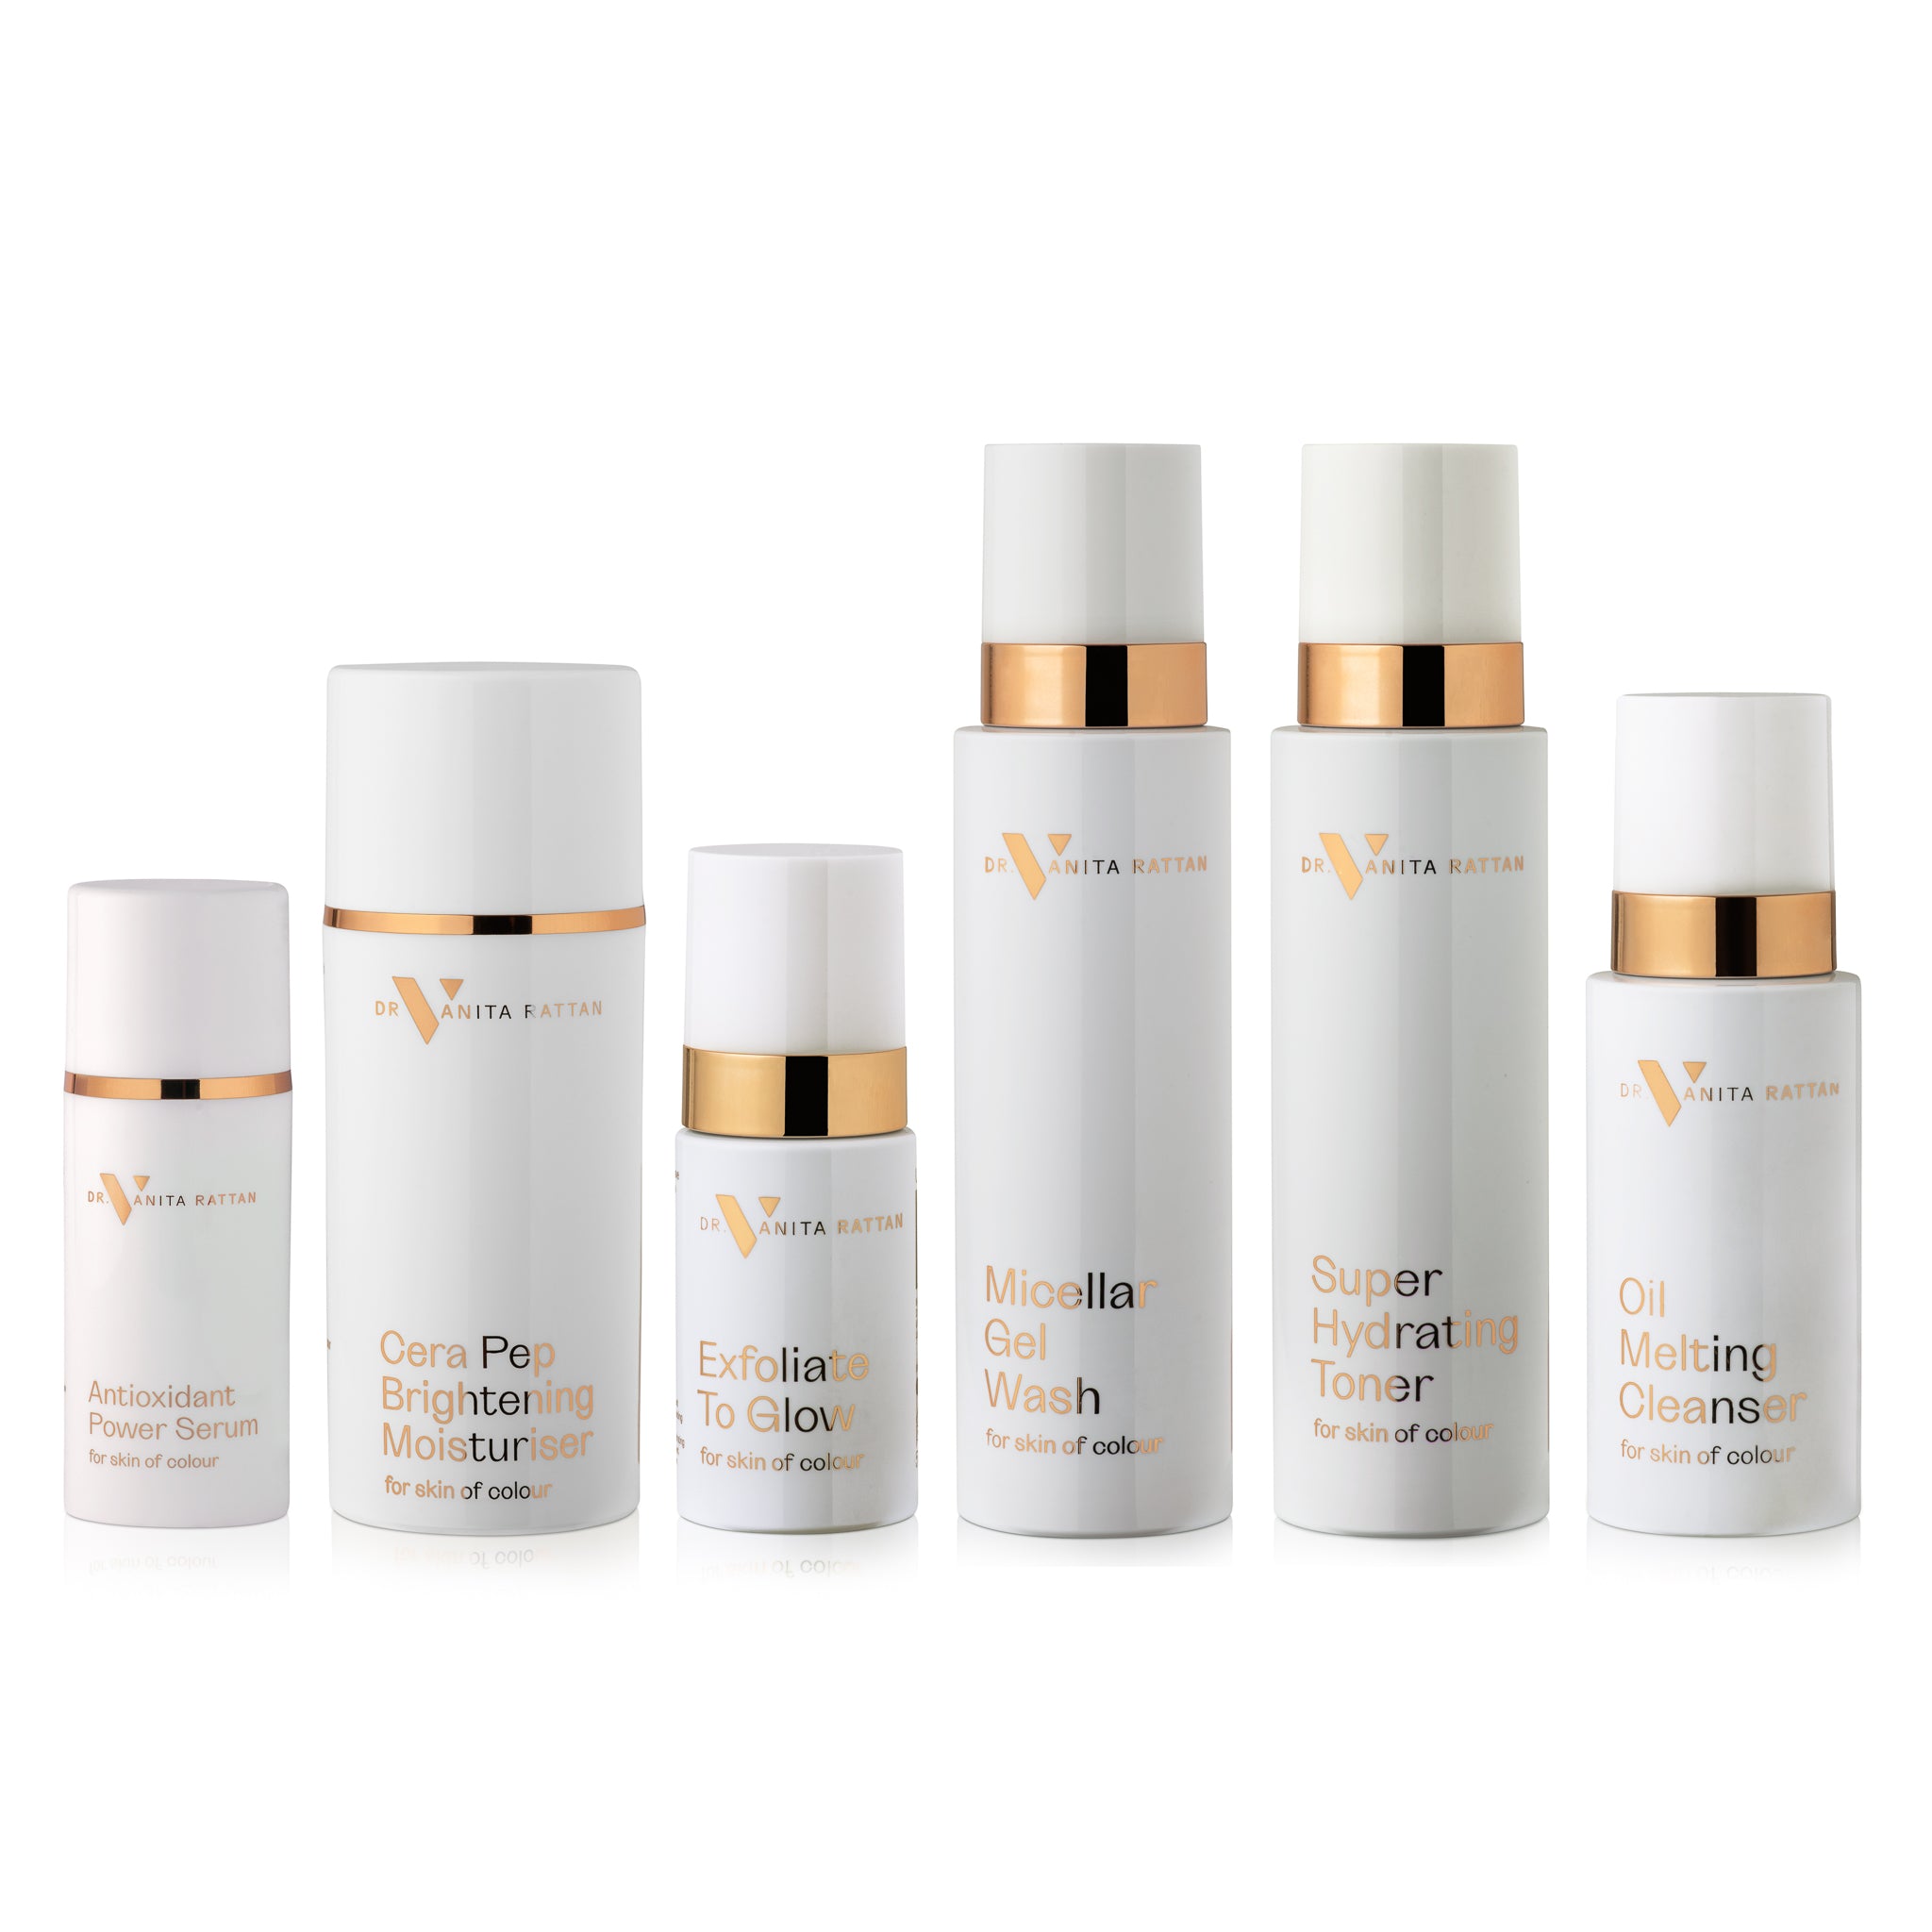 DR. VANITA RATTAN
Antioxidant
Power Serum
for skin of colour
DR VANITA RATTAN
Cera Pep
Brightening
Moisturiser
for skin of colour
DR. VANITA RATTAN
Exfoliate
To Glow
for skin of colour
DR. VANITA RATTAN
Micellar
Gel
Wash
for skin of colour
DR. VANITA RATTAN
Super
Hydrating
Toner
for skin of colour
DR. VANITA RATTAN
Oil
Melting
Cleanser
for skin of colour